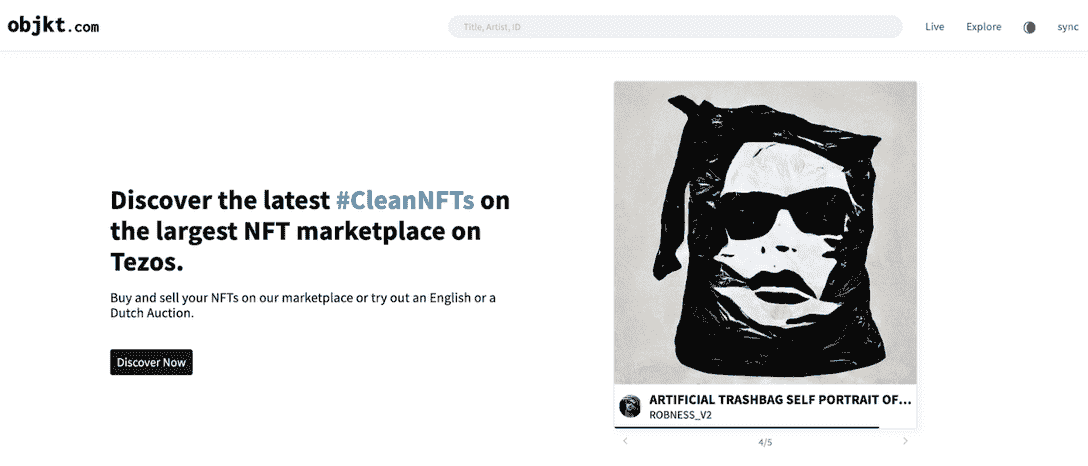 objkt.com
Title, Artist, ID
Live
Explore
sync
Discover the latest #CleanNFTs on
the largest NFT marketplace on
Tezos.
Buy and sell your NFTs on our marketplace or try out an English or a
Dutch Auction.
Discover Now
ARTIFICIAL TRASHBAG SELF PORTRAIT OF...
ROBNESS_V2
4/5